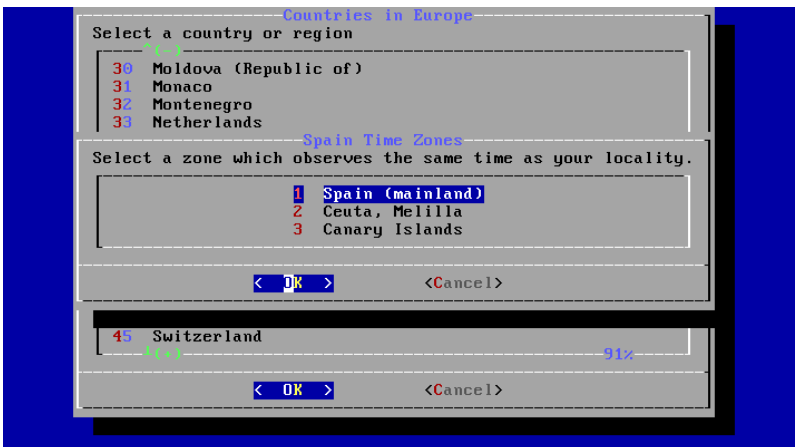 Countries in Europe
Select a country or region
^(-)
30 Moldova (Republic of)
31 Monaco
32 Montenegro
33 Netherlands
Spain Time Zones
Select a zone which observes the same time as your locality.
1 Spain (mainland)
2 Ceuta, Melilla
3 Canary Islands
< OK > <Cancel>
45 Switzerland
┴(+) 91%
< OK > <Cancel>